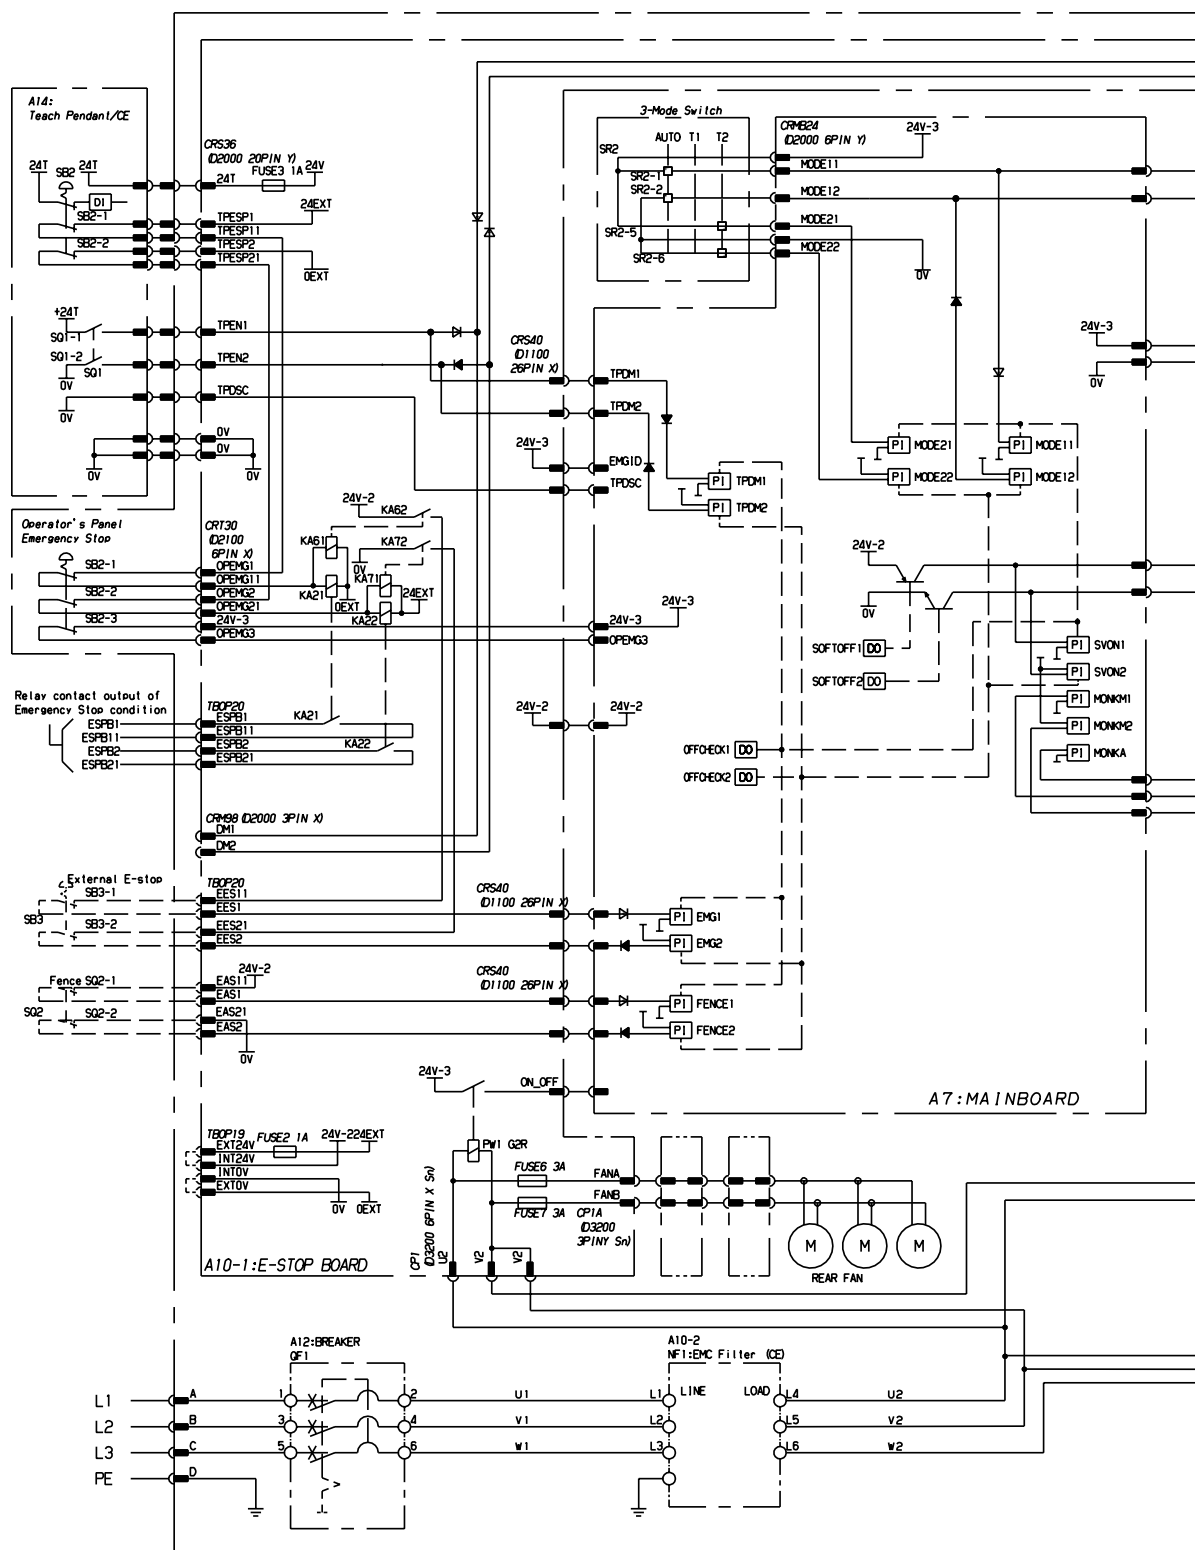 A14:
Teach Pendant/CE
24T
SB2
24T
DI
SB2-1
SB2-2
+24T
SQ1-1
SQ1-2
SQ1
0V
0V
0V
CRS36
(D2000 20PIN Y)
FUSE3 1A
24V
24T
TPESP1
24EXT
TPESP11
TPESP2
TPESP21
0EXT
TPEN1
TPEN2
TPDSC
0V
0V
0V
3-Mode Switch
AUTO T1 T2
SR2
SR2-1
SR2-2
SR2-5
SR2-6
CRMB24
(D2000 6PIN Y)
24V-3
MODE11
MODE12
MODE21
MODE22
0V
24V-3
0V
CRS40
(D1100
26PIN X)
TPDM1
TPDM2
24V-3
EMGID
TPDSC
PI TPDM1
PI TPDM2
PI MODE21
PI MODE22
PI MODE11
PI MODE12
Operator's Panel
Emergency Stop
SB2-1
SB2-2
SB2-3
CRT30
(D2100
6PIN X)
OPEMG1
OPEMG11
OPEMG2
OPEMG21
24V-3
OPEMG3
24V-2
KA62
KA61
KA72
0V
KA71
KA21
0EXT
24EXT
KA22
24V-3
24V-3
OPEMG3
24V-2
0V
SOFTOFF1 DO
SOFTOFF2 DO
PI SVON1
PI SVON2
PI MONKM1
PI MONKM2
PI MONKA
Relay contact output of
Emergency Stop condition
ESPB1
ESPB11
ESPB2
ESPB21
TBOP20
ESPB1
ESPB11
ESPB2
ESPB21
KA21
KA22
24V-2
24V-2
OFFCHECK1 DO
OFFCHECK2 DO
CRM98 (D2000 3PIN X)
DM1
DM2
External E-stop
SB3-1
SB3
SB3-2
TBOP20
EES11
EES1
EES21
EES2
CRS40
(D1100 26PIN X)
PI EMG1
PI EMG2
Fence SQ2-1
SQ2
SQ2-2
24V-2
EAS11
EAS1
EAS21
EAS2
0V
CRS40
(D1100 26PIN X)
PI FENCE1
PI FENCE2
24V-3
ON_OFF
A7:MAINBOARD
TBOP19
EXT24V
INT24V
INT0V
EXT0V
FUSE2 1A
24V-2
24EXT
0V
0EXT
PW1 G2R
FUSE6 3A
FUSE7 3A
FANA
FANB
CP1A
(D3200
3PINY Sn)
CP1
(D3200 6PIN X Sn)
U2
V2
V2
M
M
M
REAR FAN
A10-1:E-STOP BOARD
A12:BREAKER
QF1
A10-2
NF1:EMC Filter (CE)
L1
L2
L3
PE
A
B
C
D
1
3
5
2
4
6
U1
V1
W1
L1
L2
L3
LINE
LOAD
L4
L5
L6
U2
V2
W2